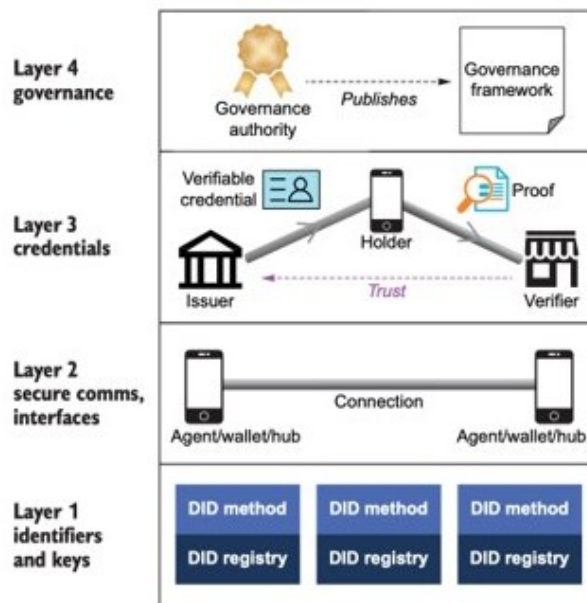 Layer 4
governance
Governance
authority
Publishes
Governance
framework
Layer 3
credentials
Verifiable
credential
Proof
Holder
Issuer
Trust
Verifier
Layer 2
secure comms,
interfaces
Connection
Agent/wallet/hub
Agent/wallet/hub
Layer 1
identifiers
and keys
DID method
DID method
DID method
DID registry
DID registry
DID registry